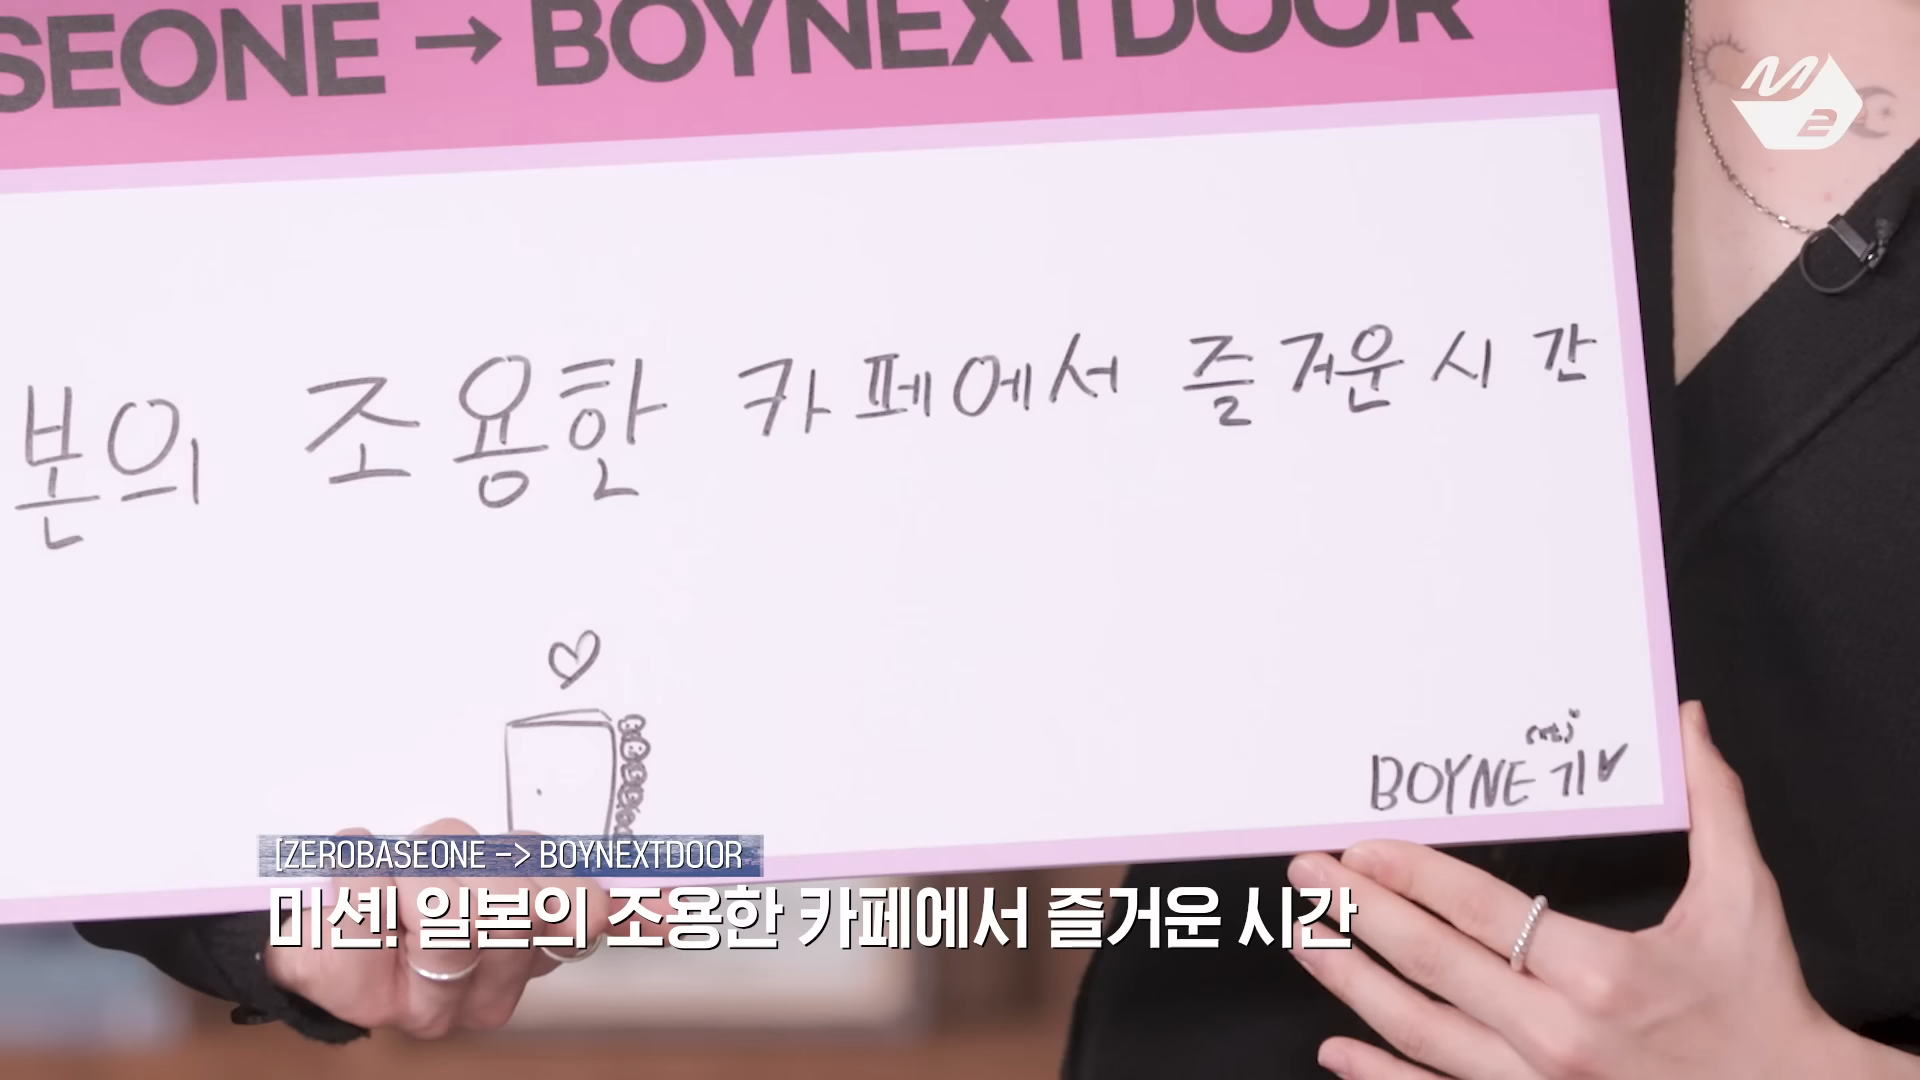 SEONE → BOYNEXTDOOR
M2
본의 조용한 카페에서 즐거운 시간
BOYNE 기
[ZEROBASEONE -> BOYNEXTDOOR
미션! 일본의 조용한 카페에서 즐거운 시간